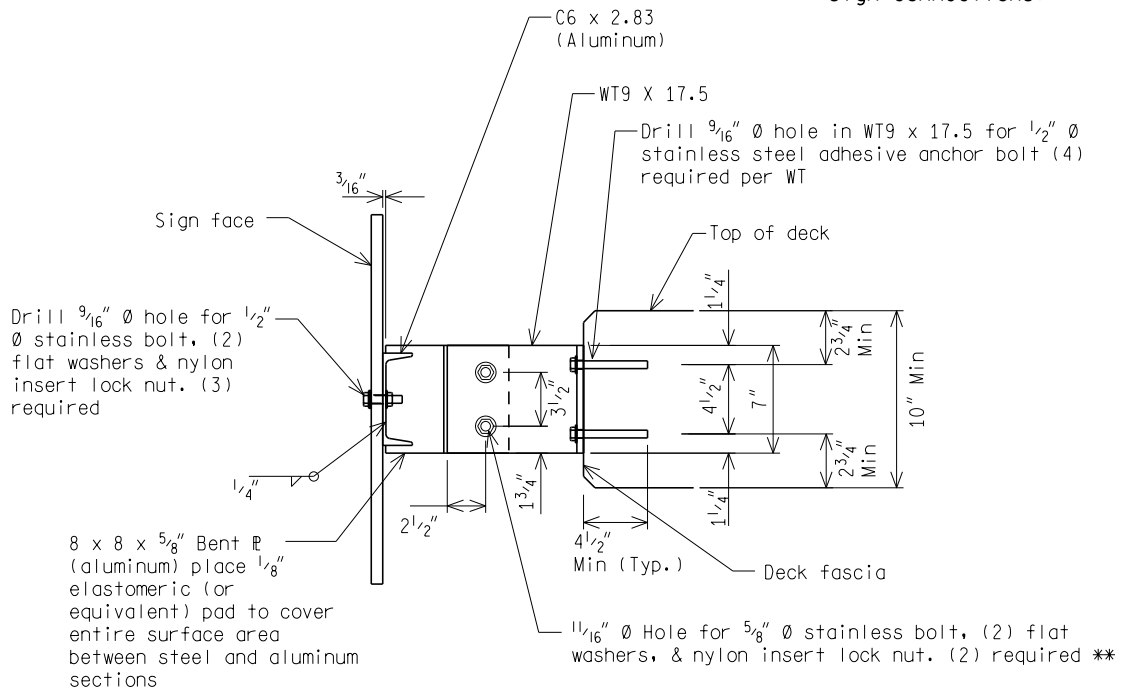 C6 x 2.83
(Aluminum)
WT9 X 17.5
Drill 9/16" Ø hole in WT9 x 17.5 for 1/2" Ø
stainless steel adhesive anchor bolt (4)
required per WT
3/16"
Sign face
Top of deck
Drill 9/16" Ø hole for 1/2"
Ø stainless bolt, (2)
flat washers & nylon
insert lock nut. (3)
required
1 1/4"
2 3/4"
Min
3 1/2"
4 1/2"
7"
10" Min
2 3/4"
Min
1/4"
2 1/2"
1 3/4"
1 1/4"
4 1/2"
Min (Typ.)
Deck fascia
8 x 8 x 5/8" Bent ℙL
(aluminum) place 1/8"
elastomeric (or
equivalent) pad to cover
entire surface area
between steel and aluminum
sections
11/16" Ø Hole for 5/8" Ø stainless bolt, (2) flat
washers, & nylon insert lock nut. (2) required **